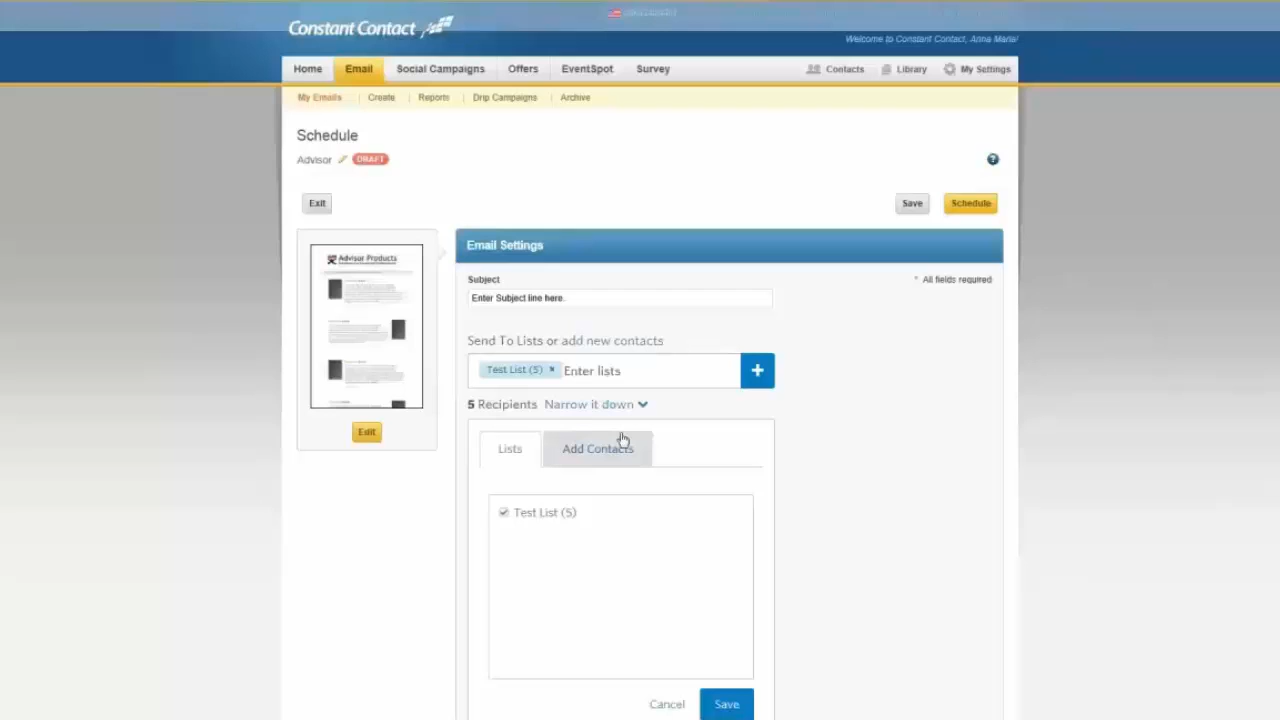 Constant Contact
Welcome to Constant Contact, Anna Maria!
Home Email Social Campaigns Offers EventSpot Survey Contacts Library My Settings
My Emails Create Reports Drip Campaigns Archive
Schedule
Advisor DRAFT
Exit Save Schedule
Advisor Products
Edit
Email Settings
Subject * All fields required
Enter Subject line here.
Send To Lists or add new contacts
Test List (5) × Enter lists +
5 Recipients Narrow it down
Lists Add Contacts
Test List (5)
Cancel Save